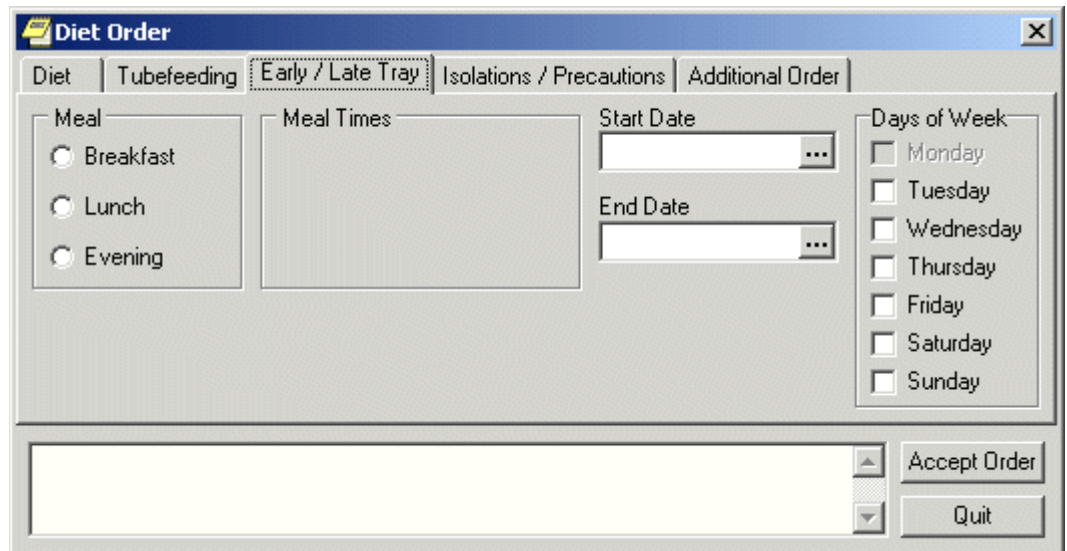 Diet Order
Diet Tubefeeding Early / Late Tray Isolations / Precautions Additional Order
Meal
Breakfast
Lunch
Evening
Meal Times
Start Date
...
End Date
...
Days of Week
Monday
Tuesday
Wednesday
Thursday
Friday
Saturday
Sunday
Accept Order
Quit